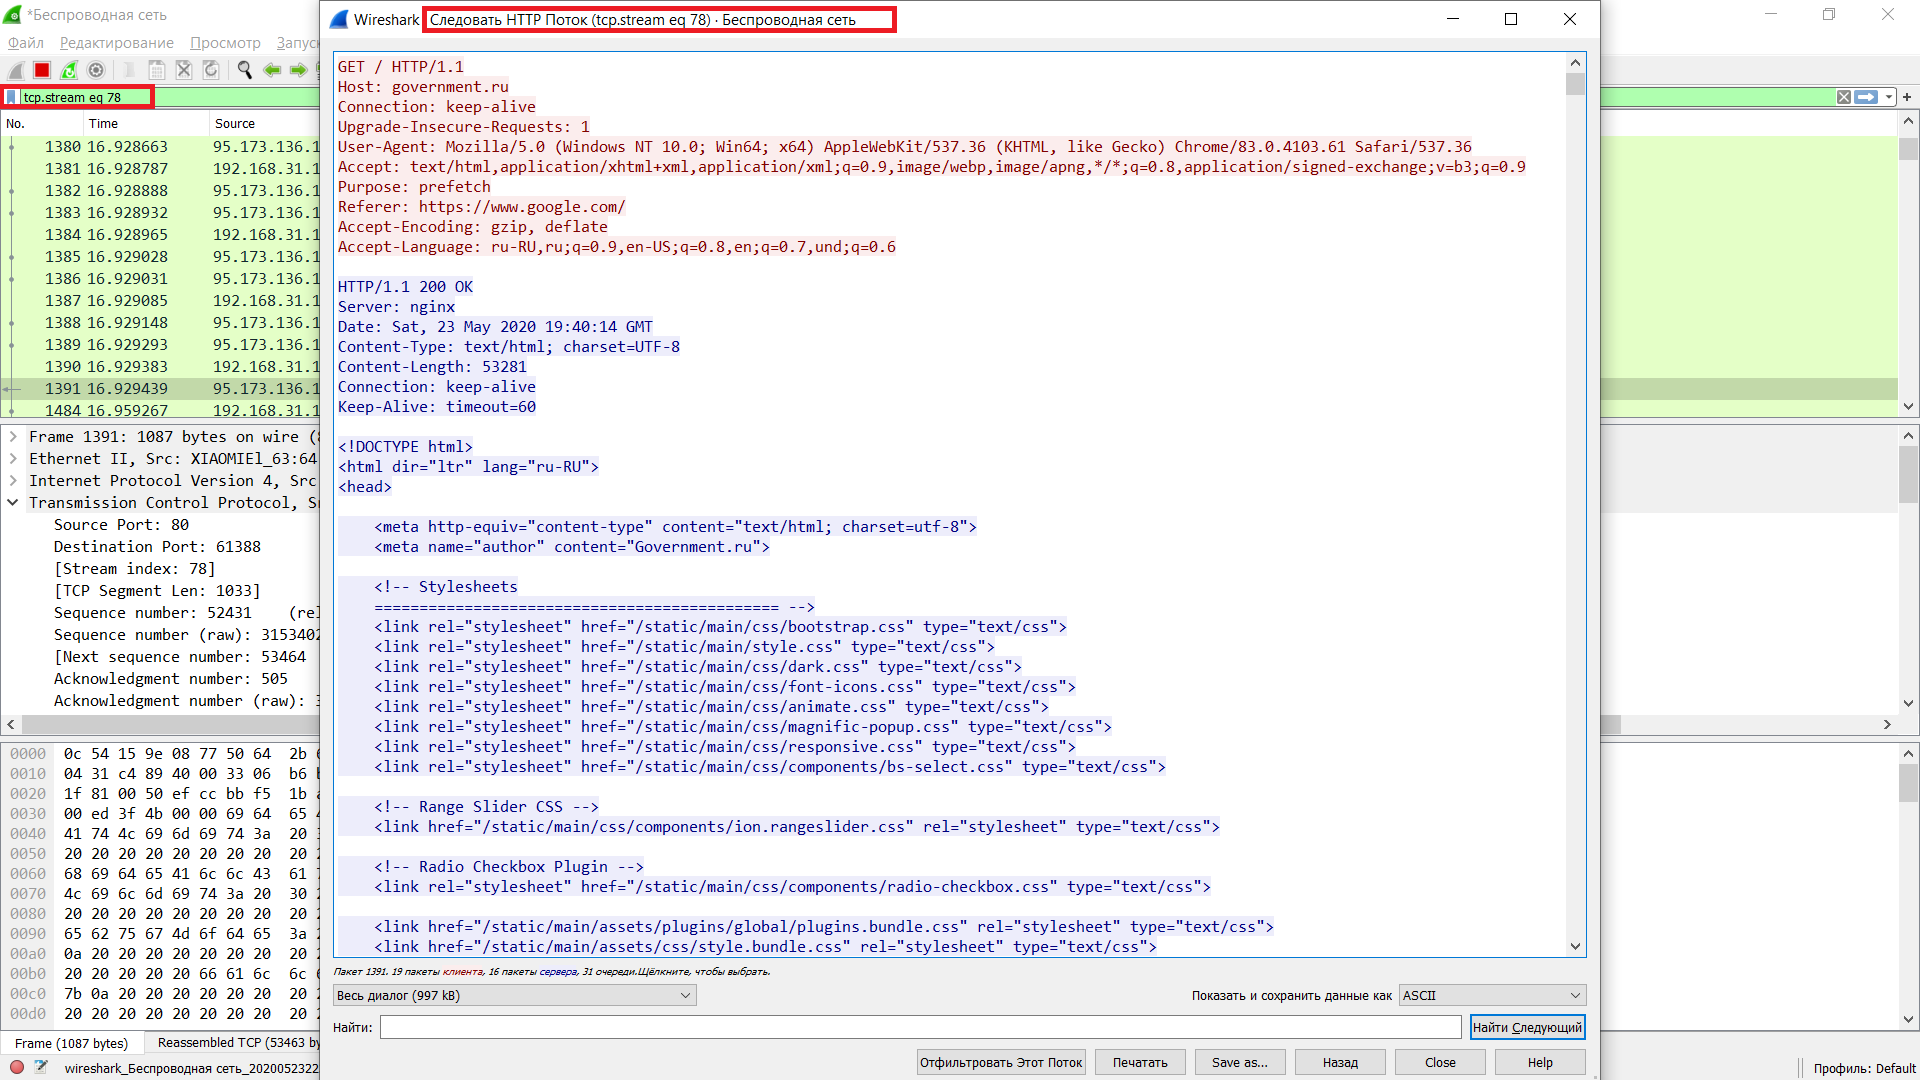 *Беспроводная сеть
Файл Редактирование Просмотр Запус
tcp.stream eq 78
No. Time Source
1380 16.928663 95.173.136.1
1381 16.928787 192.168.31.1
1382 16.928888 95.173.136.1
1383 16.928932 95.173.136.1
1384 16.928965 192.168.31.1
1385 16.929028 95.173.136.1
1386 16.929031 95.173.136.1
1387 16.929085 192.168.31.1
1388 16.929148 95.173.136.1
1389 16.929293 95.173.136.1
1390 16.929383 192.168.31.1
1391 16.929439 95.173.136.1
1484 16.959267 192.168.31.1
Frame 1391: 1087 bytes on wire (
Ethernet II, Src: XIAOMIEl_63:64
Internet Protocol Version 4, Src
Transmission Control Protocol, S
Source Port: 80
Destination Port: 61388
[Stream index: 78]
[TCP Segment Len: 1033]
Sequence number: 52431 (rel
Sequence number (raw): 3153402
[Next sequence number: 53464
Acknowledgment number: 505
Acknowledgment number (raw):
0000 0c 54 15 9e 08 77 50 64 2b
0010 04 31 c4 89 40 00 33 06 b6
0020 1f 81 00 50 ef cc bb f5 1b
0030 00 ed 3f 4b 00 00 69 64 65
0040 41 74 4c 69 6d 69 74 3a 20
0050 20 20 20 20 20 20 20 20 20
0060 68 69 64 65 41 6c 6c 43 61
0070 4c 69 6c 6d 69 74 3a 20 30
0080 20 20 20 20 20 20 20 20 20
0090 65 62 75 67 4d 6f 64 65 3a
00a0 0a 20 20 20 20 20 20 20 20
00b0 20 20 20 20 20 66 61 6c 6c
00c0 7b 0a 20 20 20 20 20 20 20
00d0 20 20 20 20 20 20 20 20 20
Frame (1087 bytes) Reassembled TCP (53463 by
wireshark_Беспроводная сеть_2020052322
Профиль: Default
Wireshark Следовать HTTP Поток (tcp.stream eq 78) · Беспроводная сеть
GET / HTTP/1.1
Host: government.ru
Connection: keep-alive
Upgrade-Insecure-Requests: 1
User-Agent: Mozilla/5.0 (Windows NT 10.0; Win64; x64) AppleWebKit/537.36 (KHTML, like Gecko) Chrome/83.0.4103.61 Safari/537.36
Accept: text/html,application/xhtml+xml,application/xml;q=0.9,image/webp,image/apng,*/*;q=0.8,application/signed-exchange;v=b3;q=0.9
Purpose: prefetch
Referer: https://www.google.com/
Accept-Encoding: gzip, deflate
Accept-Language: ru-RU,ru;q=0.9,en-US;q=0.8,en;q=0.7,und;q=0.6
HTTP/1.1 200 OK
Server: nginx
Date: Sat, 23 May 2020 19:40:14 GMT
Content-Type: text/html; charset=UTF-8
Content-Length: 53281
Connection: keep-alive
Keep-Alive: timeout=60
<!DOCTYPE html>
<html dir="ltr" lang="ru-RU">
<head>
<meta http-equiv="content-type" content="text/html; charset=utf-8">
<meta name="author" content="Government.ru">
<!-- Stylesheets
============================================= -->
<link rel="stylesheet" href="/static/main/css/bootstrap.css" type="text/css">
<link rel="stylesheet" href="/static/main/style.css" type="text/css">
<link rel="stylesheet" href="/static/main/css/dark.css" type="text/css">
<link rel="stylesheet" href="/static/main/css/font-icons.css" type="text/css">
<link rel="stylesheet" href="/static/main/css/animate.css" type="text/css">
<link rel="stylesheet" href="/static/main/css/magnific-popup.css" type="text/css">
<link rel="stylesheet" href="/static/main/css/responsive.css" type="text/css">
<link rel="stylesheet" href="/static/main/css/components/bs-select.css" type="text/css">
<!-- Range Slider CSS -->
<link href="/static/main/css/components/ion.rangeslider.css" rel="stylesheet" type="text/css">
<!-- Radio Checkbox Plugin -->
<link rel="stylesheet" href="/static/main/css/components/radio-checkbox.css" type="text/css">
<link href="/static/main/assets/plugins/global/plugins.bundle.css" rel="stylesheet" type="text/css">
<link href="/static/main/assets/css/style.bundle.css" rel="stylesheet" type="text/css">
Пакет 1391. 19 пакеты клиента, 16 пакеты сервера, 31 очереди.Щёлкните, чтобы выбрать.
Весь диалог (997 kB) Показать и сохранить данные как ASCII
Найти: Найти Следующий
Отфильтровать Этот Поток Печатать Save as... Назад Close Help